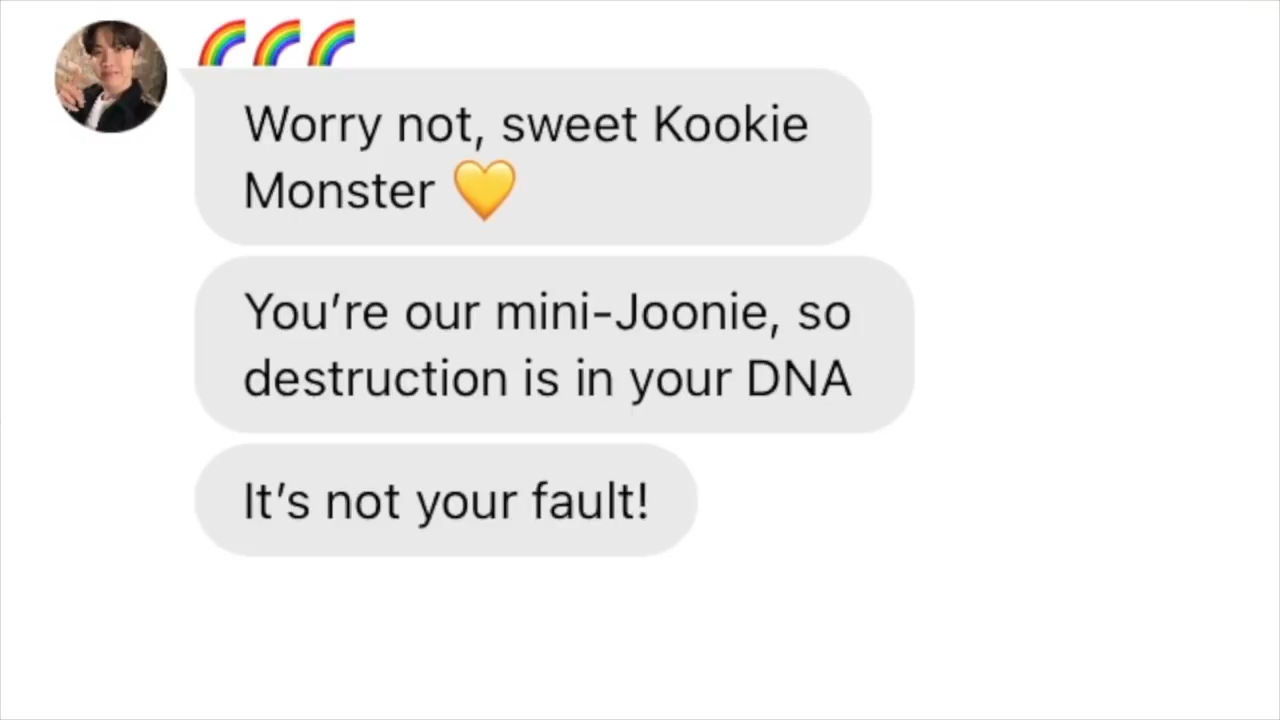 🌈🌈🌈
Worry not, sweet Kookie
Monster 💛
You’re our mini-Joonie, so
destruction is in your DNA
It’s not your fault!